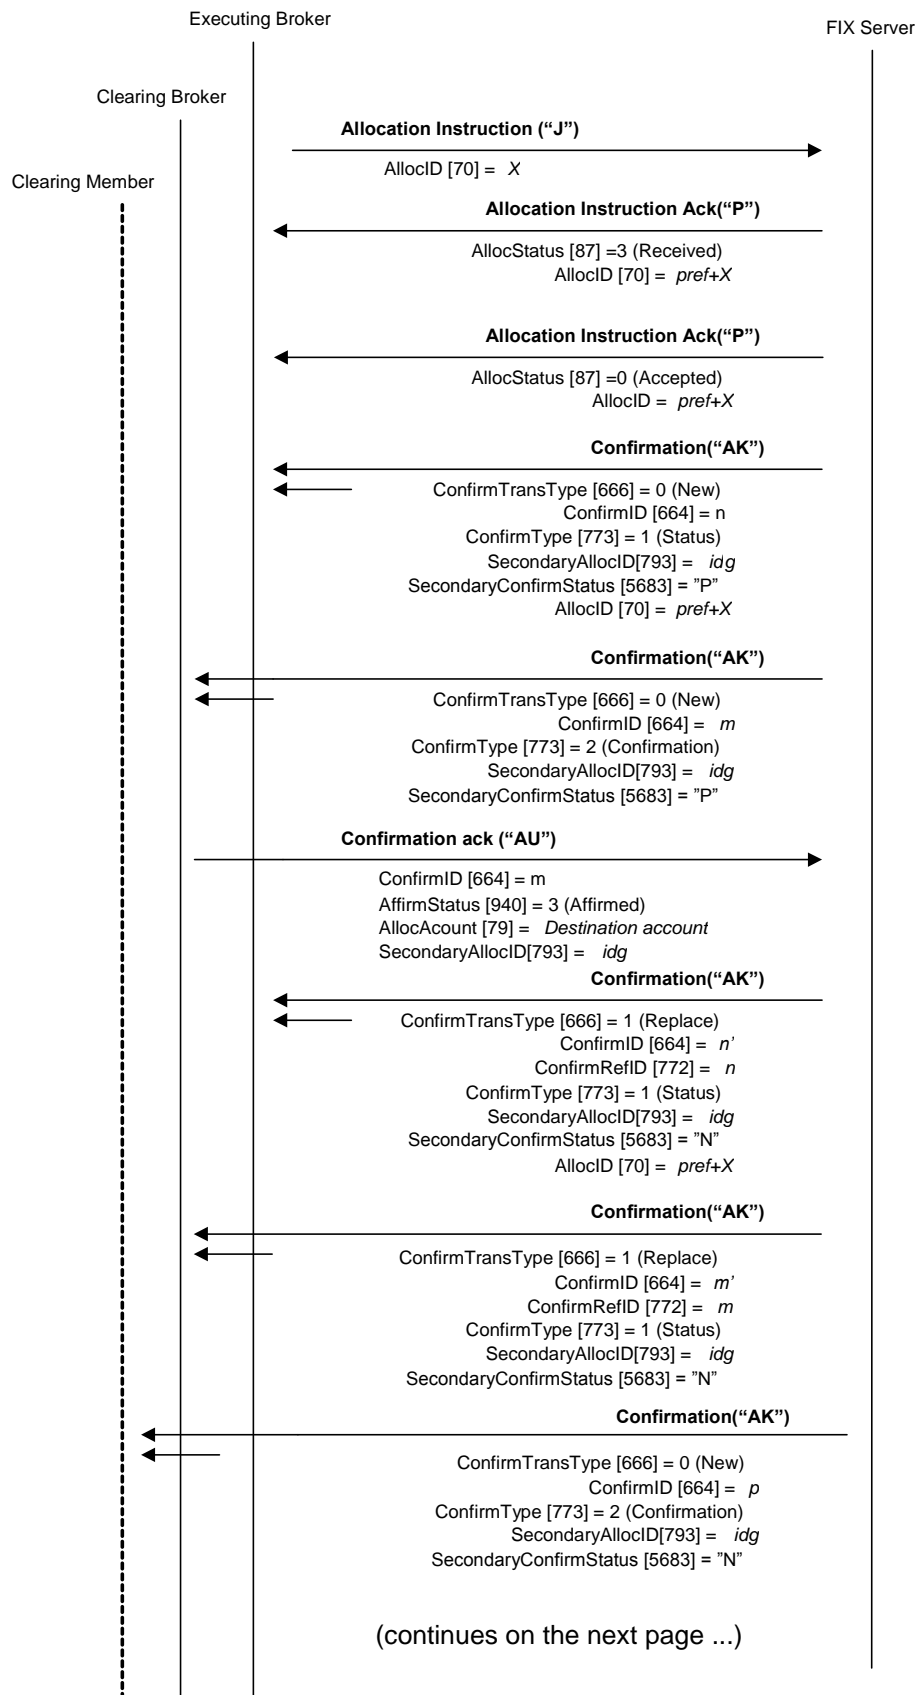 Executing Broker
FIX Server
Clearing Broker
Allocation Instruction (“J”)
AllocID [70] = X
Clearing Member
Allocation Instruction Ack(“P”)
AllocStatus [87] =3 (Received)
AllocID [70] = pref+X
Allocation Instruction Ack(“P”)
AllocStatus [87] =0 (Accepted)
AllocID = pref+X
Confirmation(“AK”)
ConfirmTransType [666] = 0 (New)
ConfirmID [664] = n
ConfirmType [773] = 1 (Status)
SecondaryAllocID[793] = idg
SecondaryConfirmStatus [5683] = ”P”
AllocID [70] = pref+X
Confirmation(“AK”)
ConfirmTransType [666] = 0 (New)
ConfirmID [664] = m
ConfirmType [773] = 2 (Confirmation)
SecondaryAllocID[793] = idg
SecondaryConfirmStatus [5683] = ”P”
Confirmation ack (“AU”)
ConfirmID [664] = m
AffirmStatus [940] = 3 (Affirmed)
AllocAcount [79] = Destination account
SecondaryAllocID[793] = idg
Confirmation(“AK”)
ConfirmTransType [666] = 1 (Replace)
ConfirmID [664] = n’
ConfirmRefID [772] = n
ConfirmType [773] = 1 (Status)
SecondaryAllocID[793] = idg
SecondaryConfirmStatus [5683] = ”N”
AllocID [70] = pref+X
Confirmation(“AK”)
ConfirmTransType [666] = 1 (Replace)
ConfirmID [664] = m’
ConfirmRefID [772] = m
ConfirmType [773] = 1 (Status)
SecondaryAllocID[793] = idg
SecondaryConfirmStatus [5683] = ”N”
Confirmation(“AK”)
ConfirmTransType [666] = 0 (New)
ConfirmID [664] = p
ConfirmType [773] = 2 (Confirmation)
SecondaryAllocID[793] = idg
SecondaryConfirmStatus [5683] = ”N”
(continues on the next page ...)